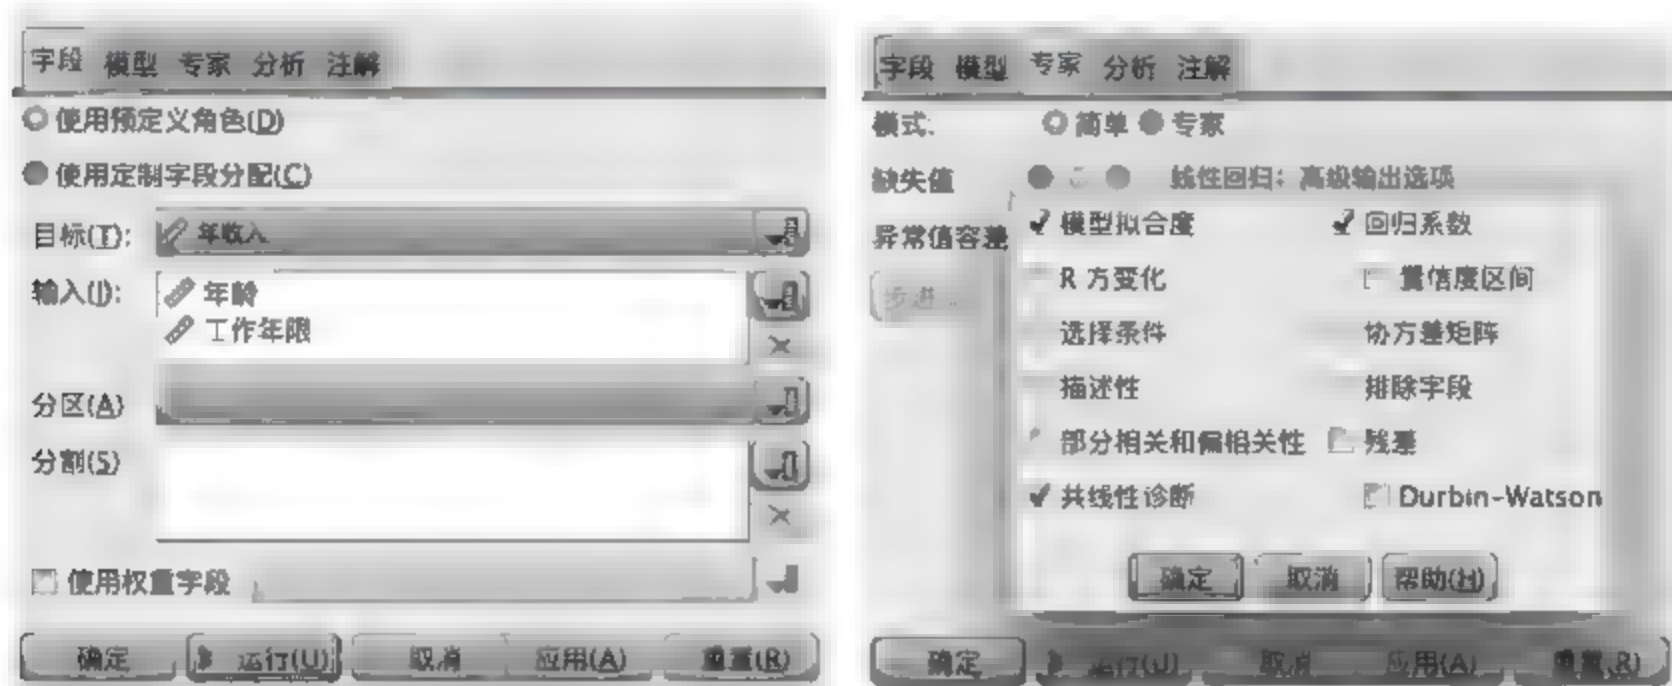 字段 模型 专家 分析 注解
使用预定义角色(D)
使用定制字段分配(C)
目标(T): 年收入
输入(I): 年龄
工作年限
分区(A)
分割(S)
使用权重字段
确定 运行(U) 取消 应用(A) 重置(R)
字段 模型 专家 分析 注解
模式: 简单 专家
缺失值 线性回归: 高级输出选项
异常值容差
步进...
模型拟合度 回归系数
R 方变化 置信度区间
选择条件 协方差矩阵
描述性 排除字段
部分相关和偏相关性 残差
共线性诊断 Durbin-Watson
确定 取消 帮助(H)
确定 运行(U) 取消 应用(A) 重置(R)